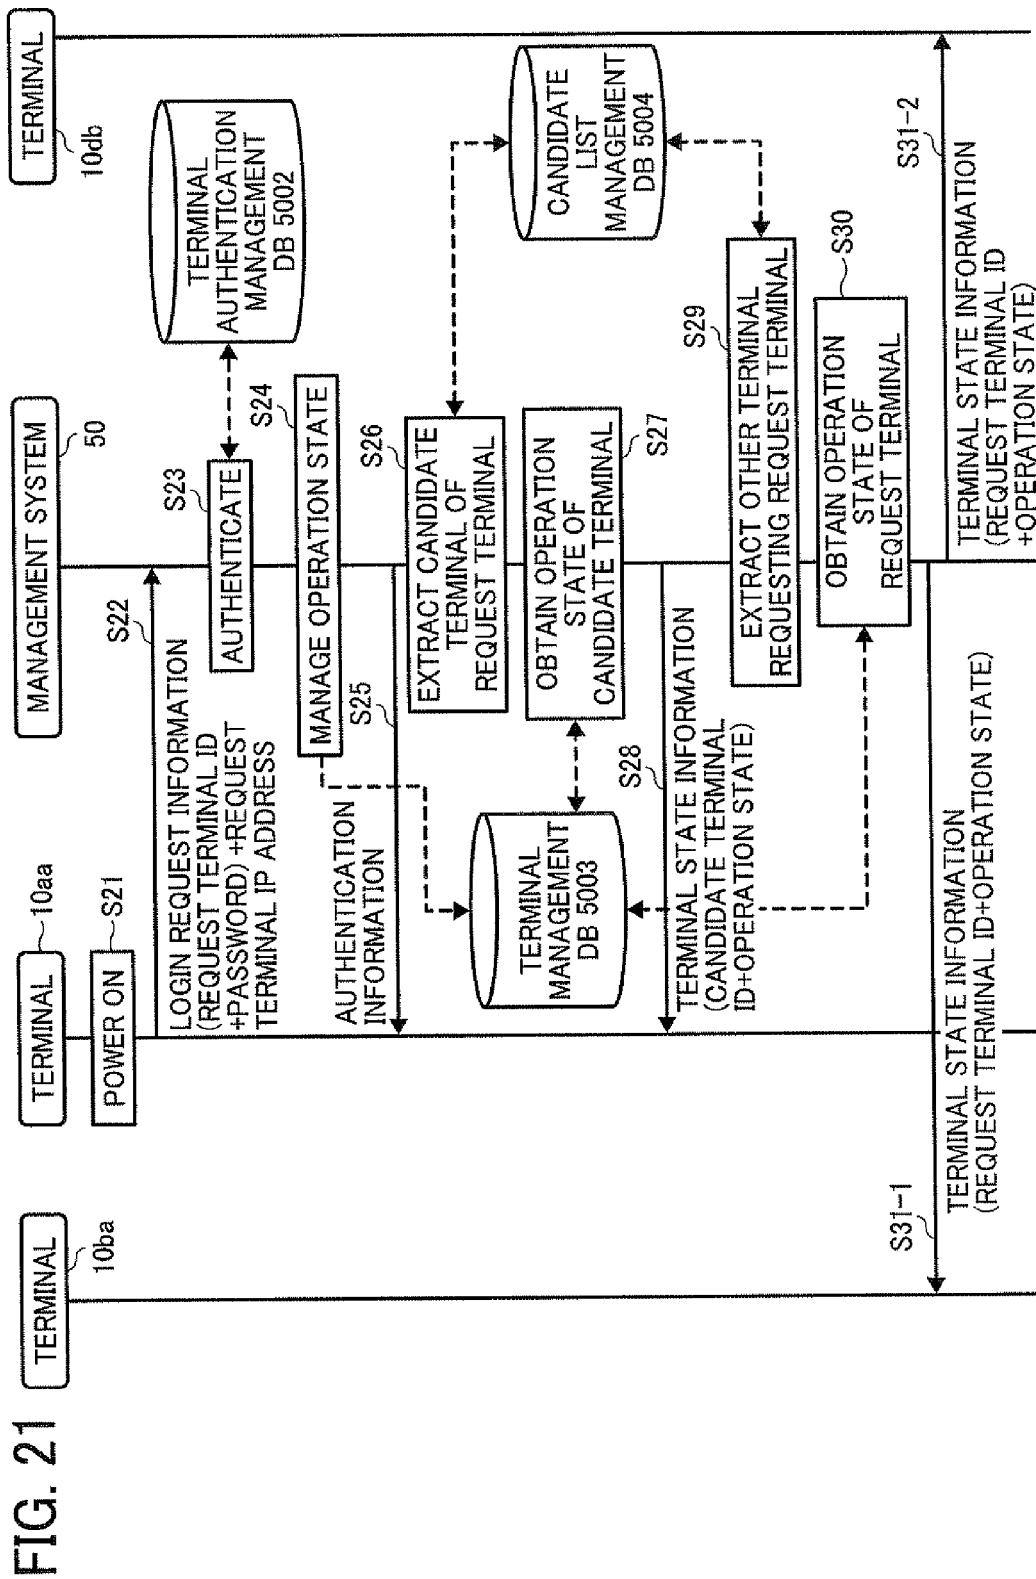 FIG. 21
TERMINAL
10ba
TERMINAL
10aa
MANAGEMENT SYSTEM
50
TERMINAL
10db
POWER ON
S21
S22
LOGIN REQUEST INFORMATION
(REQUEST TERMINAL ID
+PASSWORD) +REQUEST
TERMINAL IP ADDRESS
S23
AUTHENTICATE
TERMINAL
AUTHENTICATION
MANAGEMENT
DB 5002
S24
MANAGE OPERATION STATE
S25
AUTHENTICATION
INFORMATION
S26
EXTRACT CANDIDATE
TERMINAL OF
REQUEST TERMINAL
CANDIDATE
LIST
MANAGEMENT
DB 5004
TERMINAL
MANAGEMENT
DB 5003
OBTAIN OPERATION
STATE OF
CANDIDATE TERMINAL
S27
S28
TERMINAL STATE INFORMATION
(CANDIDATE TERMINAL
ID+OPERATION STATE)
S29
EXTRACT OTHER TERMINAL
REQUESTING REQUEST TERMINAL
S30
OBTAIN OPERATION
STATE OF
REQUEST TERMINAL
S31-1
TERMINAL STATE INFORMATION
(REQUEST TERMINAL ID+OPERATION STATE)
S31-2
TERMINAL STATE INFORMATION
(REQUEST TERMINAL ID
+OPERATION STATE)